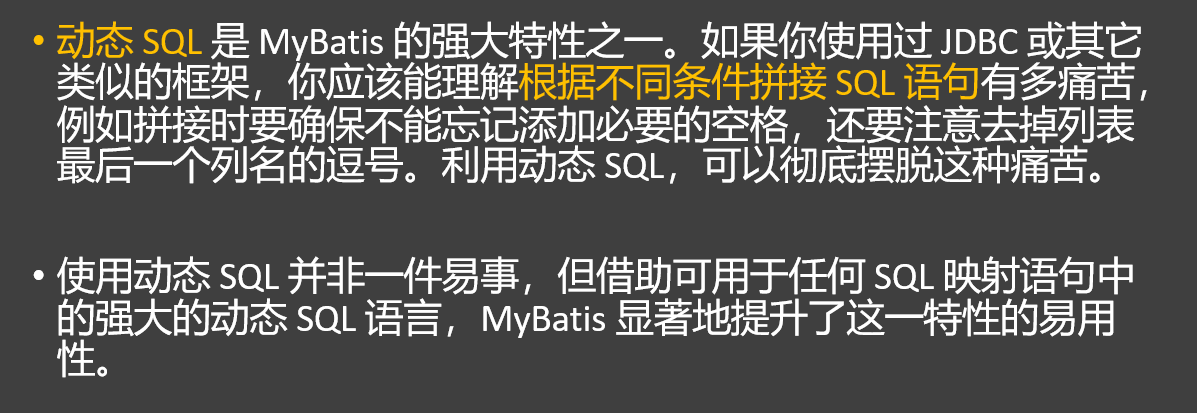 • 动态 SQL 是 MyBatis 的强大特性之一。如果你使用过 JDBC 或其它
类似的框架，你应该能理解根据不同条件拼接 SQL 语句有多痛苦，
例如拼接时要确保不能忘记添加必要的空格，还要注意去掉列表
最后一个列名的逗号。利用动态 SQL，可以彻底摆脱这种痛苦。
• 使用动态 SQL 并非一件易事，但借助可用于任何 SQL 映射语句中
的强大的动态 SQL 语言，MyBatis 显著地提升了这一特性的易用
性。